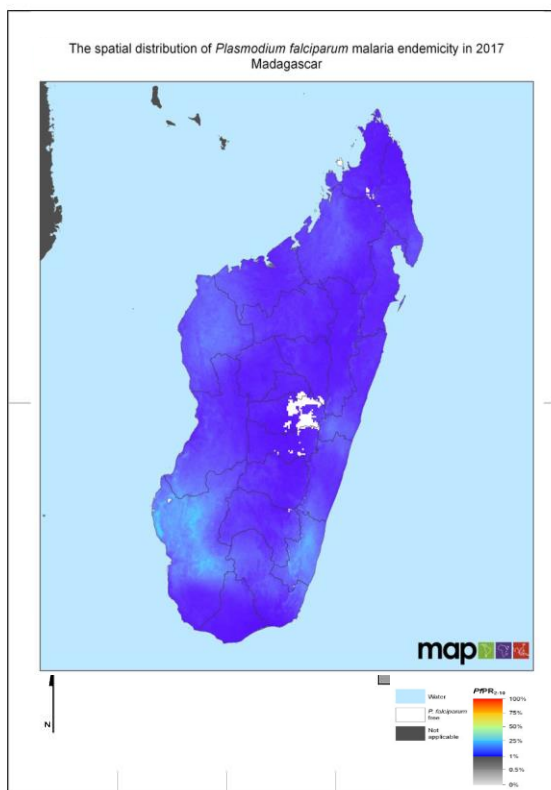 The spatial distribution of Plasmodium falciparum malaria endemicity in 2017
Madagascar
map
N
Water
P. falciparum
free
Not
applicable
PfPR2-10
100%
75%
50%
25%
1%
0.5%
0%